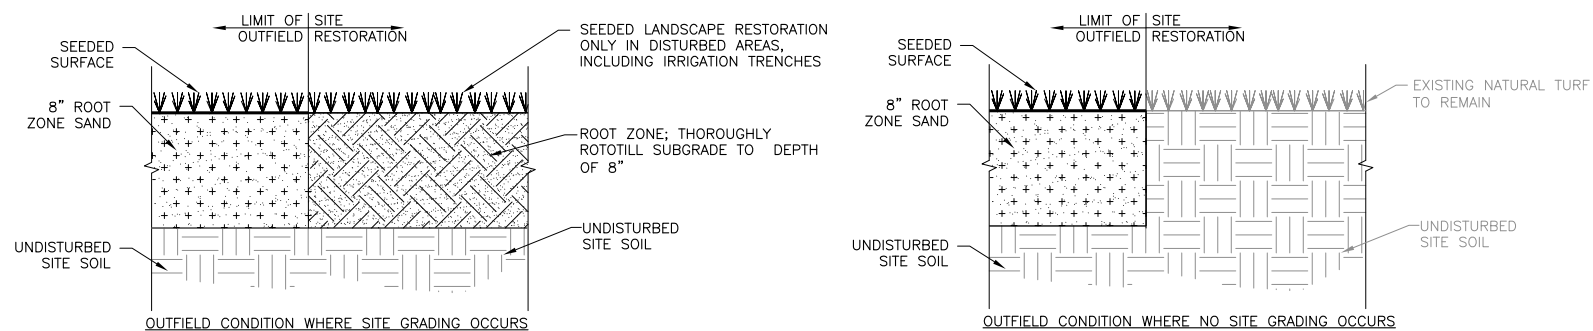 LIMIT OF SITE
OUTFIELD RESTORATION
SEEDED
SURFACE
8" ROOT
ZONE SAND
UNDISTURBED
SITE SOIL
SEEDED LANDSCAPE RESTORATION
ONLY IN DISTURBED AREAS,
INCLUDING IRRIGATION TRENCHES
ROOT ZONE; THOROUGHLY
ROTOTILL SUBGRADE TO DEPTH
OF 8"
UNDISTURBED
SITE SOIL
OUTFIELD CONDITION WHERE SITE GRADING OCCURS
LIMIT OF SITE
OUTFIELD RESTORATION
SEEDED
SURFACE
8" ROOT
ZONE SAND
UNDISTURBED
SITE SOIL
EXISTING NATURAL TURF
TO REMAIN
UNDISTURBED
SITE SOIL
OUTFIELD CONDITION WHERE NO SITE GRADING OCCURS